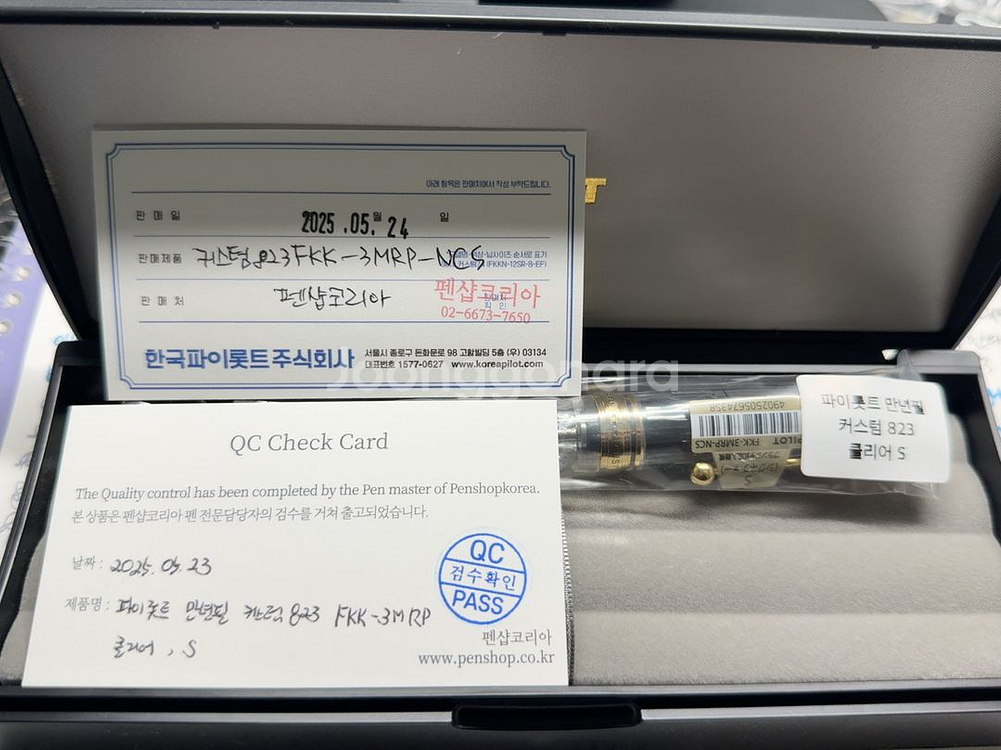 T
아래 항목은 판매처에서 작성 부탁드립니다.
판 매 일 2025 .05. 월 24 일
판매제품 커스텀823FKK-3MRP-NCS
판 매 처 펜샵코리아
펜샵코리아
02-6673-7650
한국파이롯트주식회사
서울시 종로구 돈화문로 98 고함빌딩 5층 (우) 03134
대표번호 1577-0627 www.koreapilot.com
Joonggonara
QC Check Card
The Quality control has been completed by the Pen master of Penshopkorea.
본 상품은 펜샵코리아 펜 전문담당자의 검수를 거쳐 출고되었습니다.
날짜 : 2025. 05. 23
제품명 : 파이롯트 만년필 커스텀 823 FKK-3MRP
클리어, S
QC
검수확인
PASS
펜샵코리아
www.penshop.co.kr
4902505674358
PILOT FKK-3MRP-NCS
S
파이롯트 만년필
커스텀 823
클리어 S